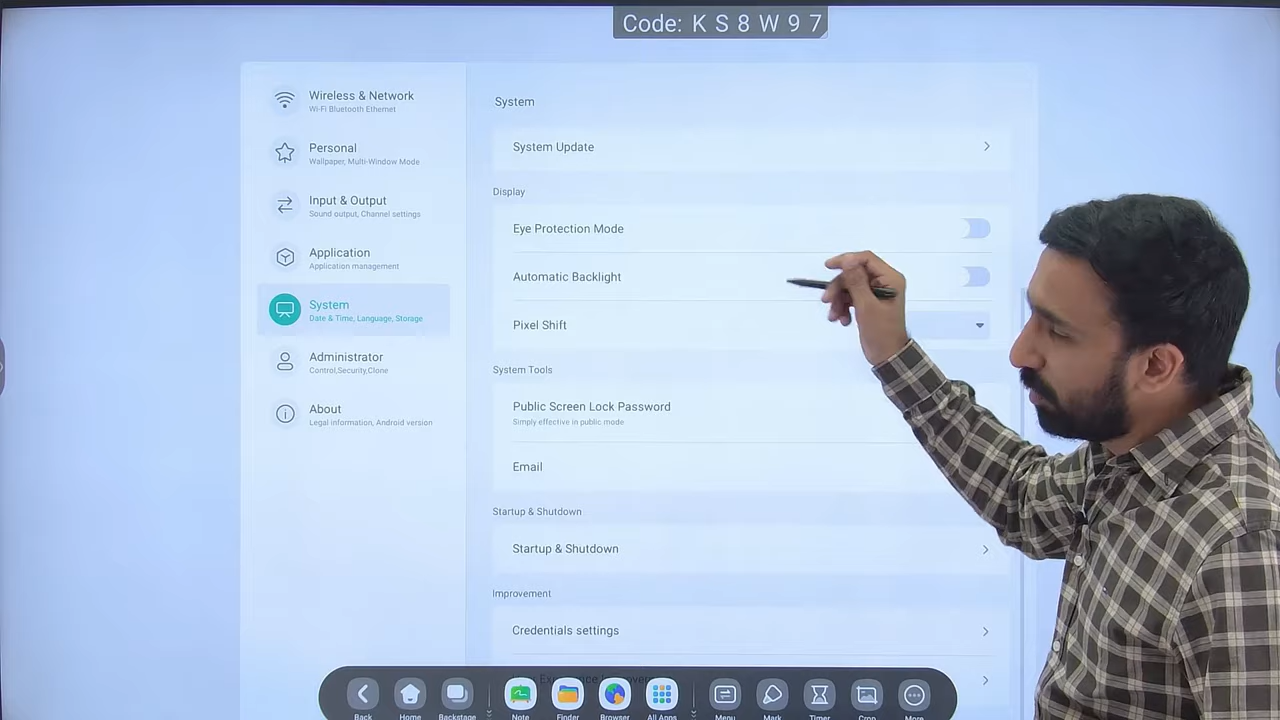 Code: K S 8 W 9 7
Wireless & Network
Wi-Fi Bluetooth Ethernet
Personal
Wallpaper, Multi-Window Mode
Input & Output
Sound output, Channel settings
Application
Application management
System
Date & Time, Language, Storage
Administrator
Control,Security,Clone
About
Legal information, Android version
System
System Update
Display
Eye Protection Mode
Automatic Backlight
Pixel Shift
System Tools
Public Screen Lock Password
Simply effective in public mode
Email
Startup & Shutdown
Startup & Shutdown
Improvement
Credentials settings
Back
Home
Backstage
Note
Finder
Browser
All Apps
Menu
Mark
Timer
Crop
More